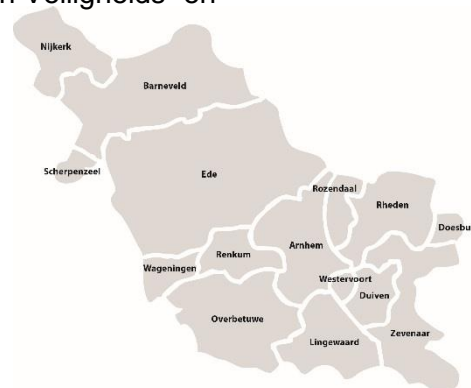 Veiligheids- en
Nijkerk
Barneveld
Scherpenzeel
Ede
Rozendaal
Rheden
Doesbu
Arnhem
Renkum
Wageningen
Westervoort
Duiven
Overbetuwe
Zevenaar
Lingewaard